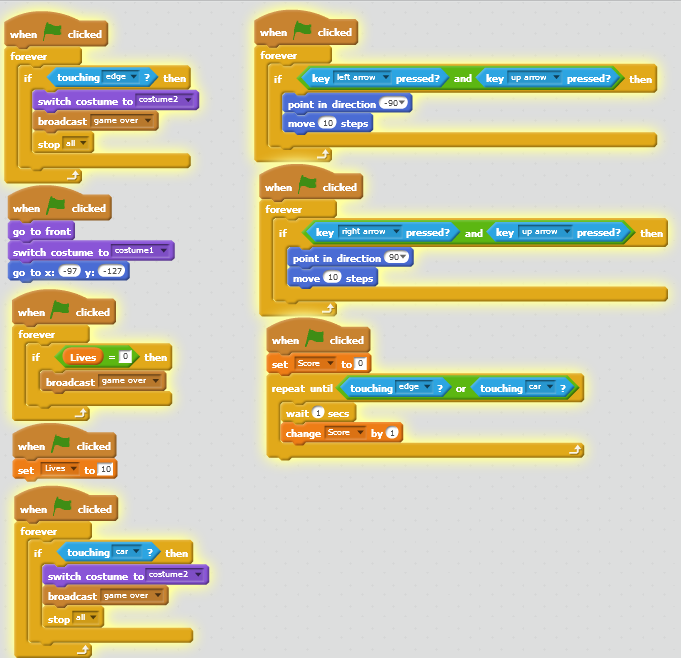 when clicked
forever
if touching edge ? then
switch costume to costume2
broadcast game over
stop all
when clicked
go to front
switch costume to costume1
go to x: -97 y: -127
when clicked
forever
if Lives = 0 then
broadcast game over
when clicked
set Lives to 10
when clicked
forever
if touching car ? then
switch costume to costume2
broadcast game over
stop all
when clicked
forever
if key left arrow pressed? and key up arrow pressed? then
point in direction -90
move 10 steps
when clicked
forever
if key right arrow pressed? and key up arrow pressed? then
point in direction 90
move 10 steps
when clicked
set Score to 0
repeat until touching edge ? or touching car ?
wait 1 secs
change Score by 1